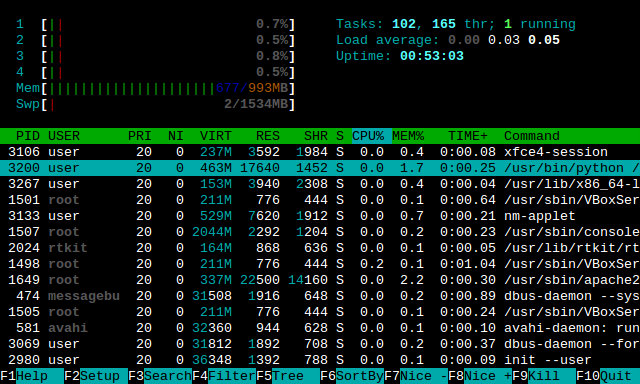 1 [|| 0.7%] Tasks: 102, 165 thr; 1 running
2 [|| 0.5%] Load average: 0.00 0.03 0.05
3 [|| 0.8%] Uptime: 00:53:03
4 [|| 0.5%]
Mem[|||||||||||||||||||||677/993MB]
Swp[| 2/1534MB]
PID USER PRI NI VIRT RES SHR S CPU% MEM% TIME+ Command
3106 user 20 0 237M 3592 1984 S 0.0 0.4 0:00.08 xfce4-session
3200 user 20 0 463M 17640 1452 S 0.0 1.7 0:00.25 /usr/bin/python /
3267 user 20 0 153M 3940 2308 S 0.0 0.4 0:00.04 /usr/lib/x86_64-l
1501 root 20 0 211M 776 444 S 0.0 0.1 0:00.64 /usr/sbin/VBoxSer
3133 user 20 0 529M 7620 1912 S 0.0 0.7 0:00.21 nm-applet
1507 root 20 0 2044M 2292 1204 S 0.0 0.2 0:00.23 /usr/sbin/console
2024 rtkit 20 0 164M 868 636 S 0.0 0.1 0:00.05 /usr/lib/rtkit/rt
1498 root 20 0 211M 776 444 S 0.2 0.1 0:01.04 /usr/sbin/VBoxSer
1649 root 20 0 337M 22500 14160 S 0.0 2.2 0:00.30 /usr/sbin/apache2
474 messagebu 20 0 31508 1916 648 S 0.0 0.2 0:00.89 dbus-daemon --sys
1505 root 20 0 211M 776 444 S 0.0 0.1 0:00.24 /usr/sbin/VBoxSer
581 avahi 20 0 32360 944 628 S 0.0 0.1 0:00.10 avahi-daemon: run
3069 user 20 0 31812 1892 708 S 0.0 0.2 0:00.37 dbus-daemon --for
2980 user 20 0 36348 1392 788 S 0.0 0.1 0:00.09 init --user
F1Help F2Setup F3SearchF4FilterF5Tree F6SortByF7Nice -F8Nice +F9Kill F10Quit